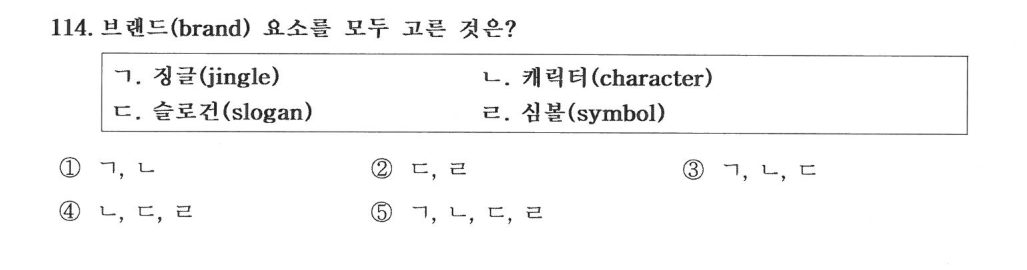 114. 브랜드(brand) 요소를 모두 고른 것은?
ㄱ. 징글(jingle) ㄴ. 캐릭터(character)
ㄷ. 슬로건(slogan) ㄹ. 심볼(symbol)
① ㄱ, ㄴ ② ㄷ, ㄹ ③ ㄱ, ㄴ, ㄷ
④ ㄴ, ㄷ, ㄹ ⑤ ㄱ, ㄴ, ㄷ, ㄹ